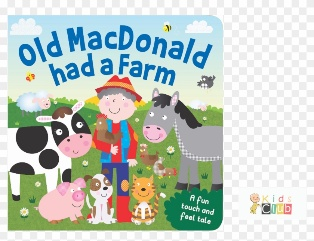 Old MacDonald
had a Farm
A fun
touch and
feel tale
Kids
Club